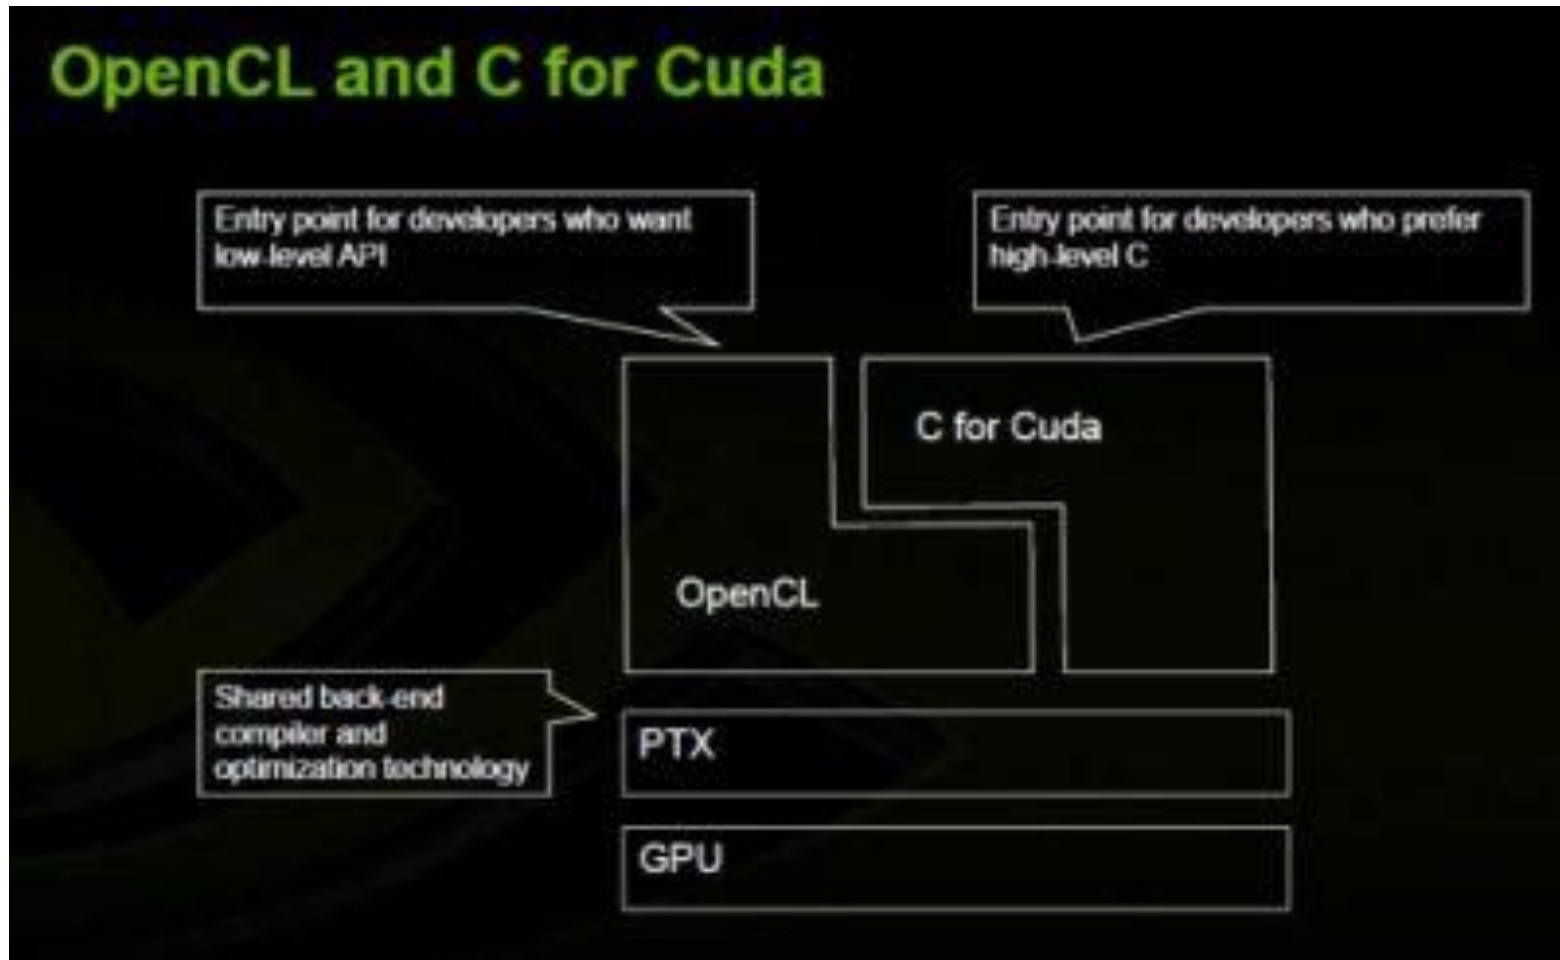 OpenCL and C for Cuda
Entry point for developers who want
low-level API
Entry point for developers who prefer
high-level C
C for Cuda
OpenCL
Shared back-end
compiler and
optimization technology
PTX
GPU